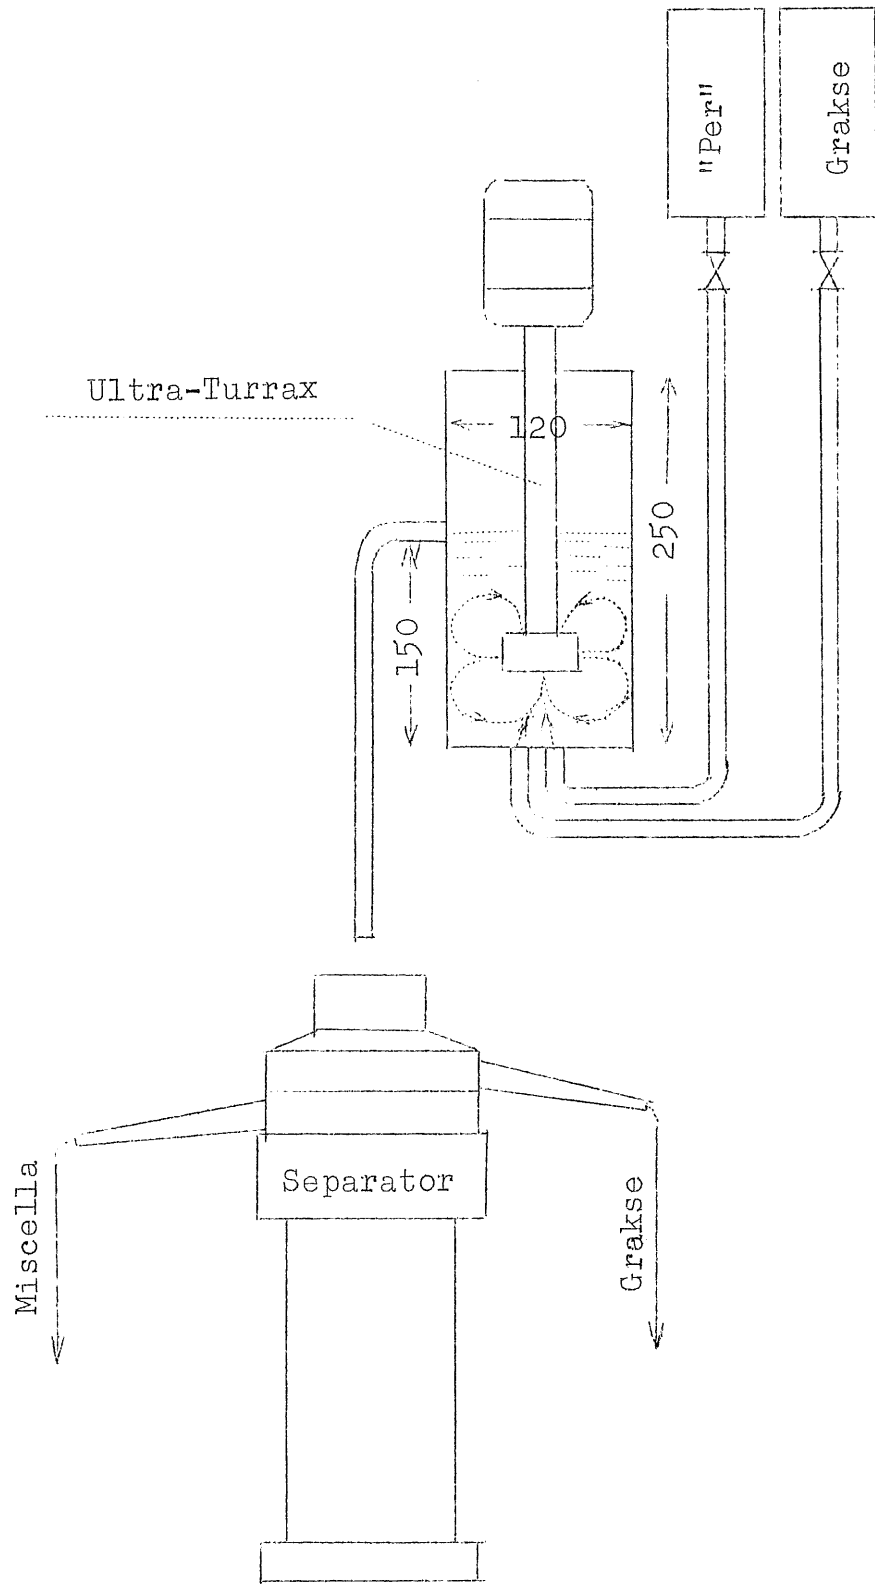 "Per"
Grakse
Ultra-Turrax
120
250
150
Separator
Miscella
Grakse